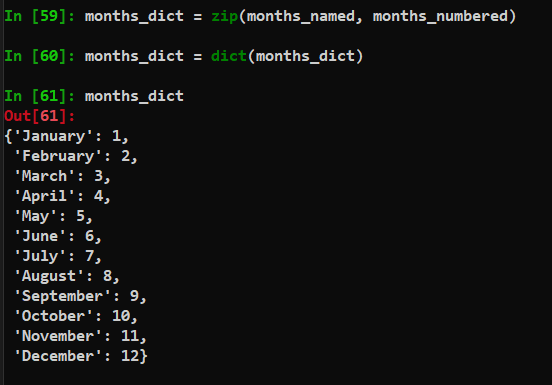 In [59]: months_dict = zip(months_named, months_numbered)
In [60]: months_dict = dict(months_dict)
In [61]: months_dict
Out[61]:
{'January': 1,
 'February': 2,
 'March': 3,
 'April': 4,
 'May': 5,
 'June': 6,
 'July': 7,
 'August': 8,
 'September': 9,
 'October': 10,
 'November': 11,
 'December': 12}